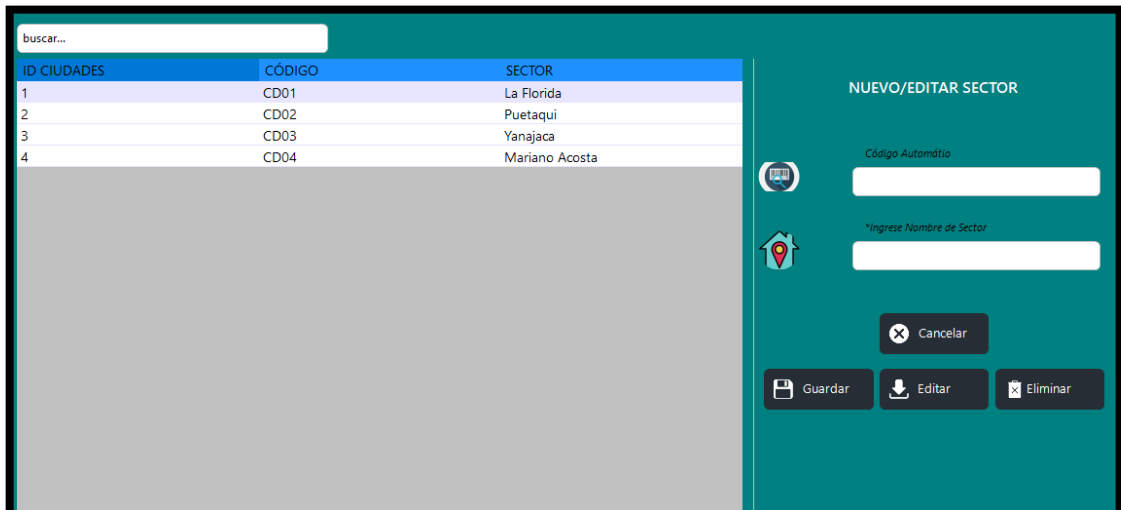 buscar...
ID CIUDADES CÓDIGO SECTOR
1 CD01 La Florida
2 CD02 Puetaqui
3 CD03 Yanajaca
4 CD04 Mariano Acosta
NUEVO/EDITAR SECTOR
Código Automátio
*Ingrese Nombre de Sector
Cancelar
Guardar Editar Eliminar